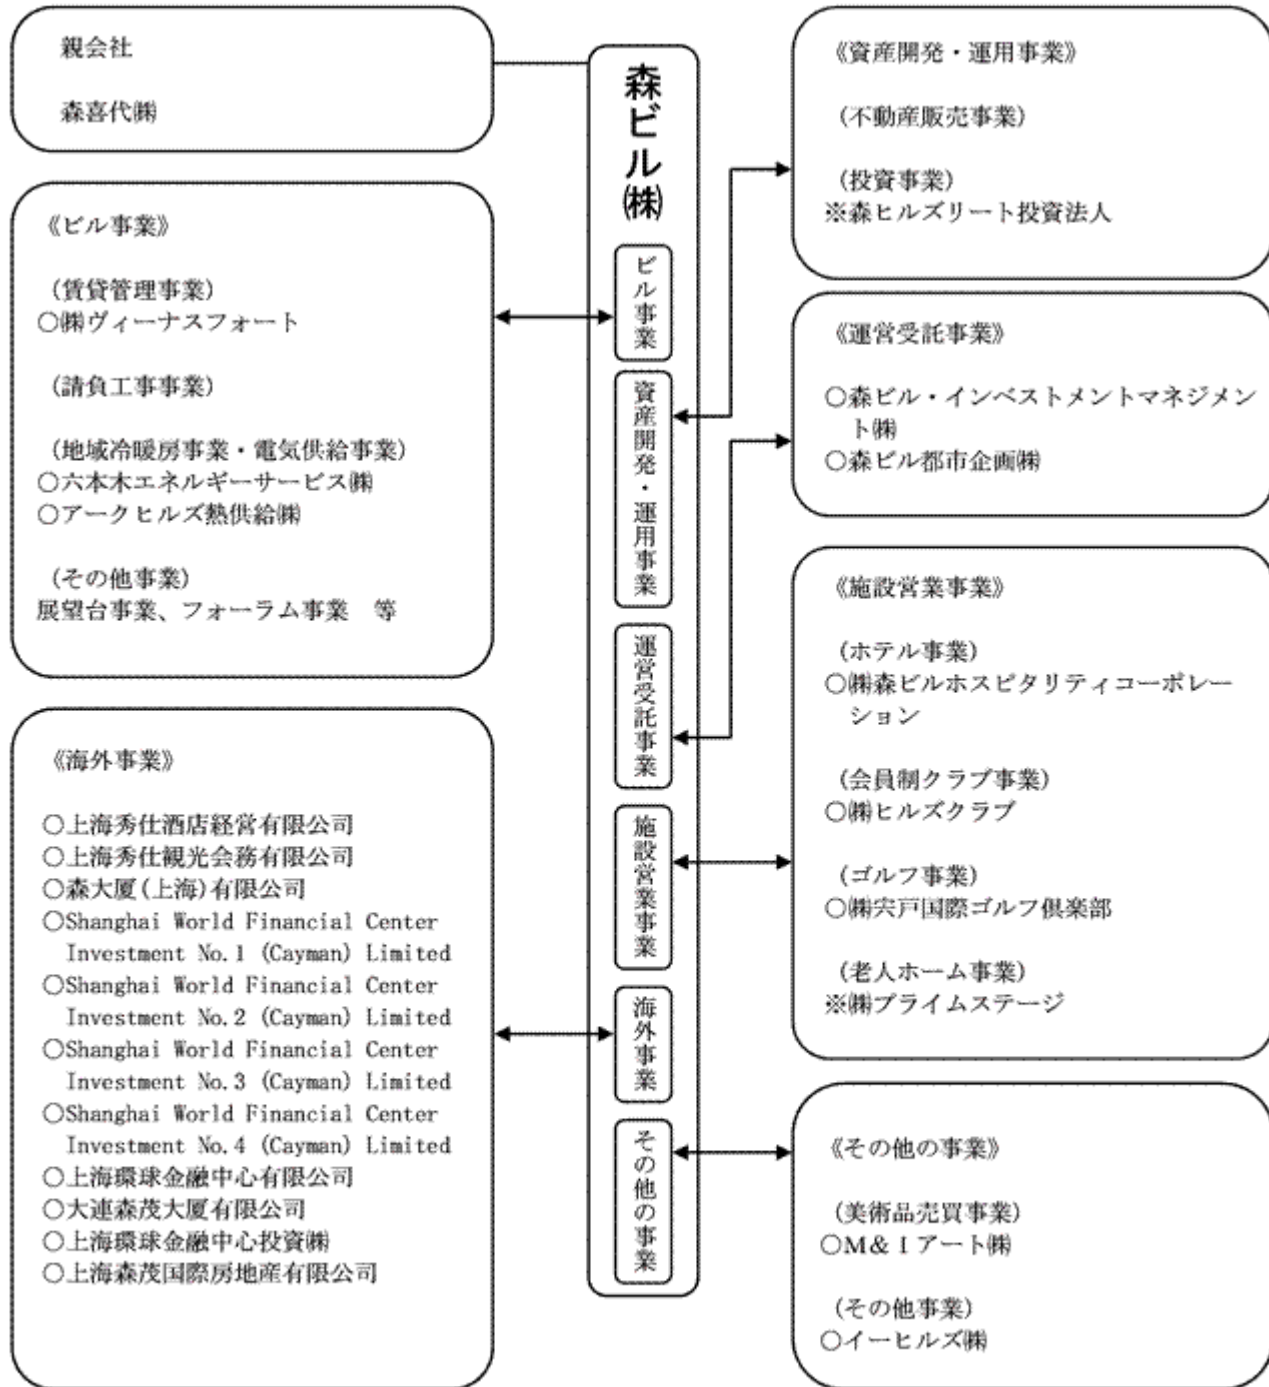 親会社
森喜代㈱
《ビル事業》
(賃貸管理事業)
○㈱ヴィーナスフォート
(請負工事事業)
(地域冷暖房事業・電気供給事業)
○六本木エネルギーサービス㈱
○アークヒルズ熱供給㈱
(その他事業)
展望台事業、フォーラム事業　等
《海外事業》
○上海秀仕酒店経営有限公司
○上海秀仕観光会務有限公司
○森大厦(上海)有限公司
○Shanghai World Financial Center
Investment No.1 (Cayman) Limited
○Shanghai World Financial Center
Investment No.2 (Cayman) Limited
○Shanghai World Financial Center
Investment No.3 (Cayman) Limited
○Shanghai World Financial Center
Investment No.4 (Cayman) Limited
○上海環球金融中心有限公司
○大連森茂大厦有限公司
○上海環球金融中心投資㈱
○上海森茂国際房地産有限公司
森ビル㈱
ビル事業
資産開発・運用事業
運営受託事業
施設営業事業
海外事業
その他の事業
《資産開発・運用事業》
(不動産販売事業)
(投資事業)
※森ヒルズリート投資法人
《運営受託事業》
○森ビル・インベストメントマネジメン
ト㈱
○森ビル都市企画㈱
《施設営業事業》
(ホテル事業)
○㈱森ビルホスピタリティコーポレー
ション
(会員制クラブ事業)
○㈱ヒルズクラブ
(ゴルフ事業)
○㈱宍戸国際ゴルフ倶楽部
(老人ホーム事業)
※㈱プライムステージ
《その他の事業》
(美術品売買事業)
○M&Iアート㈱
(その他事業)
○イーヒルズ㈱